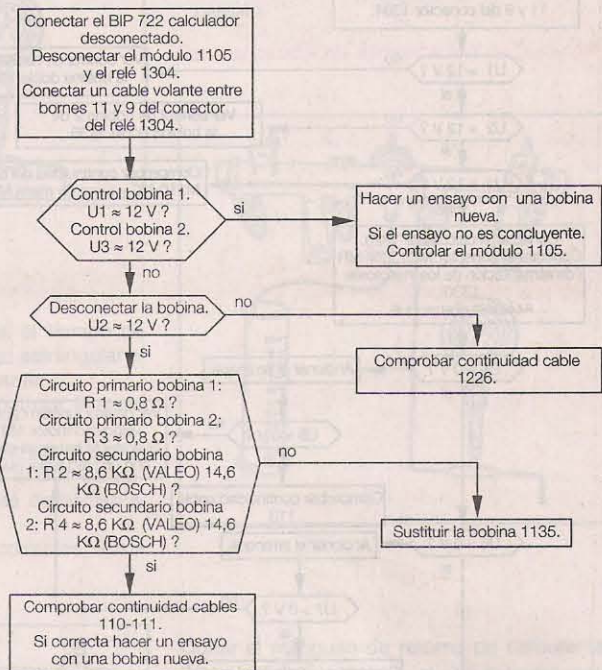 Conectar el BIP 722 calculador
desconectado.
Desconectar el módulo 1105
y el relé 1304.
Conectar un cable volante entre
bornes 11 y 9 del conector
del relé 1304.
Control bobina 1.
U1 ≈ 12 V ?
Control bobina 2.
U3 ≈ 12 V ?
si
Hacer un ensayo con una bobina
nueva.
Si el ensayo no es concluyente.
Controlar el módulo 1105.
no
Desconectar la bobina.
U2 ≈ 12 V ?
no
Comprobar continuidad cable
1226.
si
Circuito primario bobina 1:
R 1 ≈ 0,8 Ω ?
Circuito primario bobina 2;
R 3 ≈ 0,8 Ω ?
Circuito secundario bobina
1: R 2 ≈ 8,6 KΩ (VALEO) 14,6
KΩ (BOSCH) ?
Circuito secundario bobina
2: R 4 ≈ 8,6 KΩ (VALEO) 14,6
KΩ (BOSCH) ?
no
Sustituir la bobina 1135.
si
Comprobar continuidad cables
110-111.
Si correcta hacer un ensayo
con una bobina nueva.